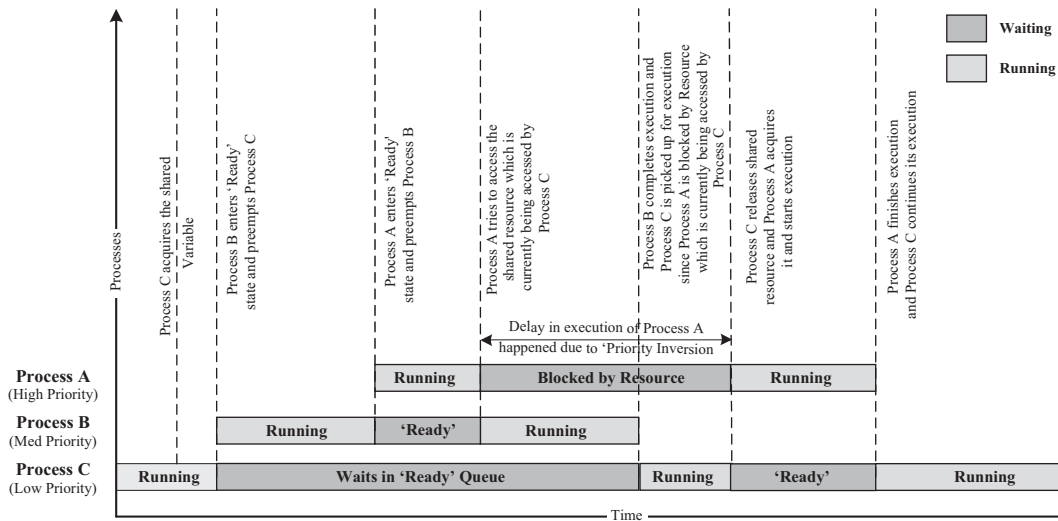 Waiting
Running
Processes
Process C acquires the shared
Variable
Process B enters ‘Ready’
state and preempts Process C
Process A enters ‘Ready’
state and preempts Process B
Process A tries to access the
shared resource which is
currently being accessed by
Process C
Process B completes execution and
Process C is picked up for execution
since Process A is blocked by Resource
which is currently being accessed by
Process C
Process C releases shared
resource and Process A acquires
it and starts execution
Process A finishes execution
and Process C continues its execution
Delay in execution of Process A
happened due to ‘Priority Inversion
Process A
(High Priority)
Running
Blocked by Resource
Running
Process B
(Med Priority)
Running
‘Ready’
Running
Process C
(Low Priority)
Running
Waits in ‘Ready’ Queue
Running
‘Ready’
Running
Time